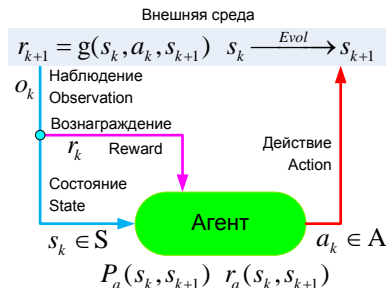 Внешняя среда
r_{k+1} = g(s_k, a_k, s_{k+1})  s_k —Evol→ s_{k+1}
o_k
Наблюдение
Observation
Вознаграждение
r_k Reward
Действие
Action
Состояние
State
Агент
s_k ∈ S
a_k ∈ A
P_a(s_k, s_{k+1})  r_a(s_k, s_{k+1})